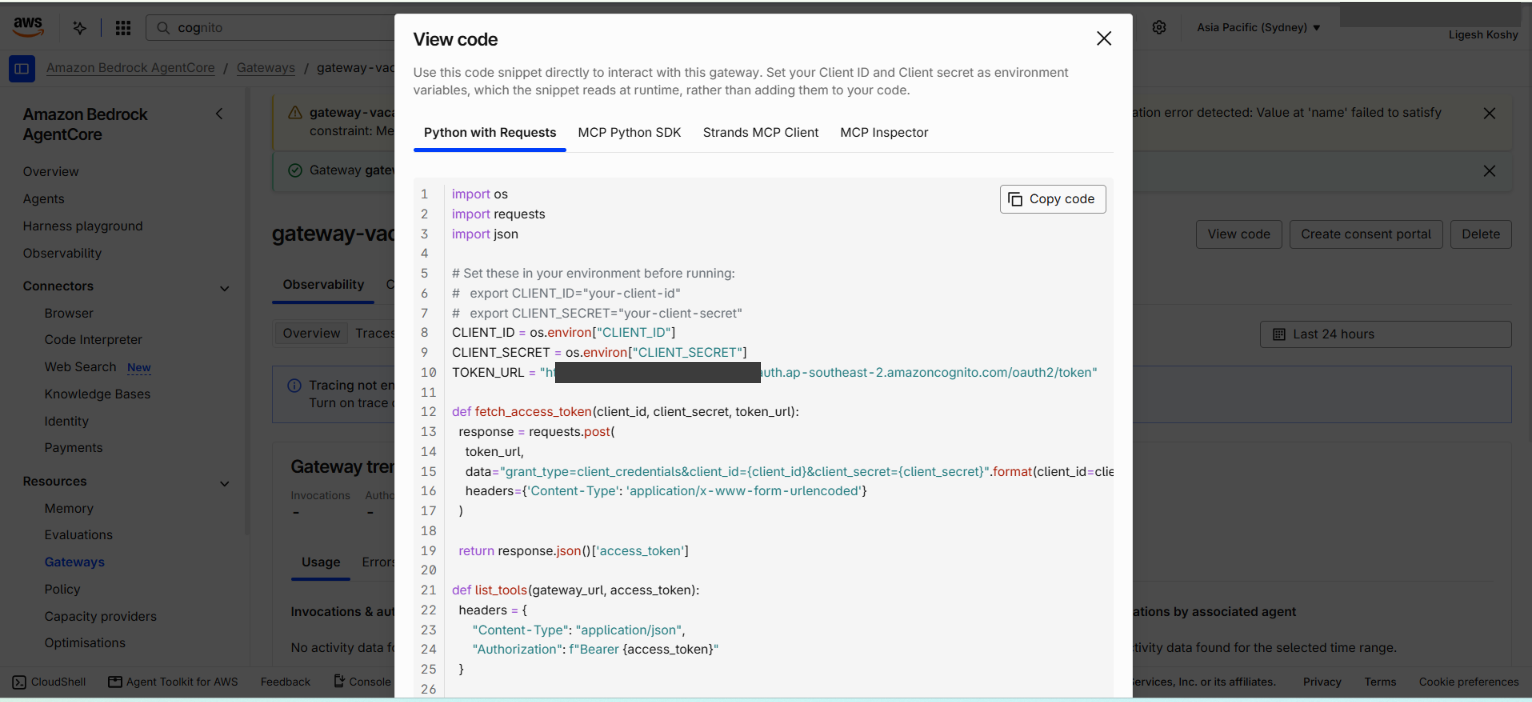 aws
cognito
Asia Pacific (Sydney)
Ligesh Koshy
Amazon Bedrock AgentCore / Gateways / gateway-vac
Amazon Bedrock AgentCore
Overview
Agents
Harness playground
Observability
Connectors
Browser
Code Interpreter
Web Search New
Knowledge Bases
Identity
Payments
Resources
Memory
Evaluations
Gateways
Policy
Capacity providers
Optimisations
gateway-vaca
constraint: Me
ation error detected: Value at 'name' failed to satisfy
Gateway gatew
gateway-vac
View code
Create consent portal
Delete
Observability
Overview
Traces
Last 24 hours
Tracing not en
Turn on trace
Gateway tren
Invocations
Autho
-
-
Usage
Errors
Invocations & aut
ations by associated agent
No activity data fo
tivity data found for the selected time range.
View code
Use this code snippet directly to interact with this gateway. Set your Client ID and Client secret as environment
variables, which the snippet reads at runtime, rather than adding them to your code.
Python with Requests
MCP Python SDK
Strands MCP Client
MCP Inspector
Copy code
1 import os
2 import requests
3 import json
4
5 # Set these in your environment before running:
6 #   export CLIENT_ID="your-client-id"
7 #   export CLIENT_SECRET="your-client-secret"
8 CLIENT_ID = os.environ["CLIENT_ID"]
9 CLIENT_SECRET = os.environ["CLIENT_SECRET"]
10 TOKEN_URL = "ht uth.ap-southeast-2.amazoncognito.com/oauth2/token"
11
12 def fetch_access_token(client_id, client_secret, token_url):
13 response = requests.post(
14 token_url,
15 data="grant_type=client_credentials&client_id={client_id}&client_secret={client_secret}".format(client_id=clie
16 headers={'Content-Type': 'application/x-www-form-urlencoded'}
17 )
18
19 return response.json()['access_token']
20
21 def list_tools(gateway_url, access_token):
22 headers = {
23 "Content-Type": "application/json",
24 "Authorization": f"Bearer {access_token}"
25 }
26
CloudShell
Agent Toolkit for AWS
Feedback
Console
ervices, Inc. or its affiliates.
Privacy
Terms
Cookie preferences